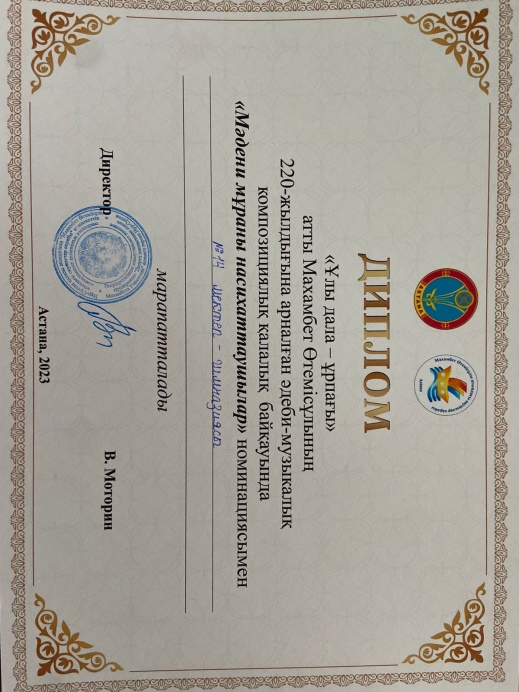 ДИПЛОМ
«Ұлы дала – ұрпағы»
атты Махамбет Өтемісұлының
220-жылдығына арналған әдеби-музыкалық
композициялық қалалық байқауында
«Мәдени мұраны насихаттаушылар» номинациясымен
№14 мектеп - гимназиясы
марапатталады
Директор В. Моторин
Астана, 2023